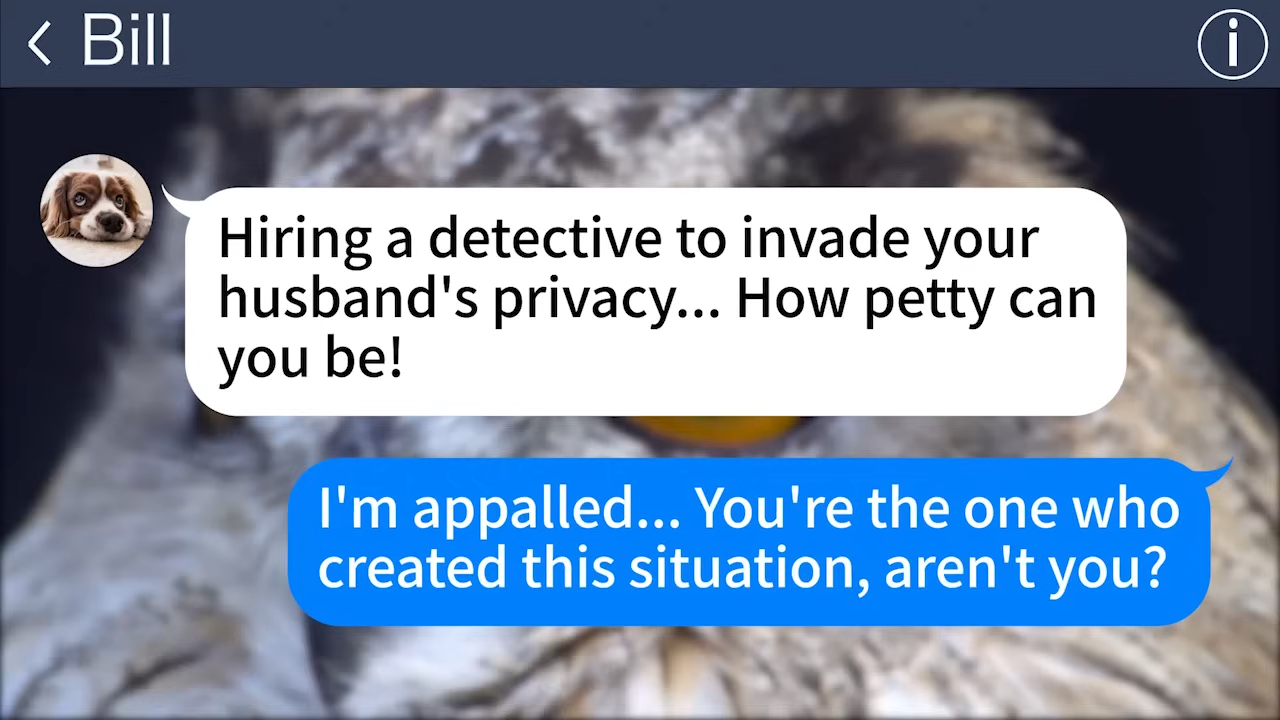 Bill
Hiring a detective to invade your
husband's privacy... How petty can
you be!
I'm appalled... You're the one who
created this situation, aren't you?